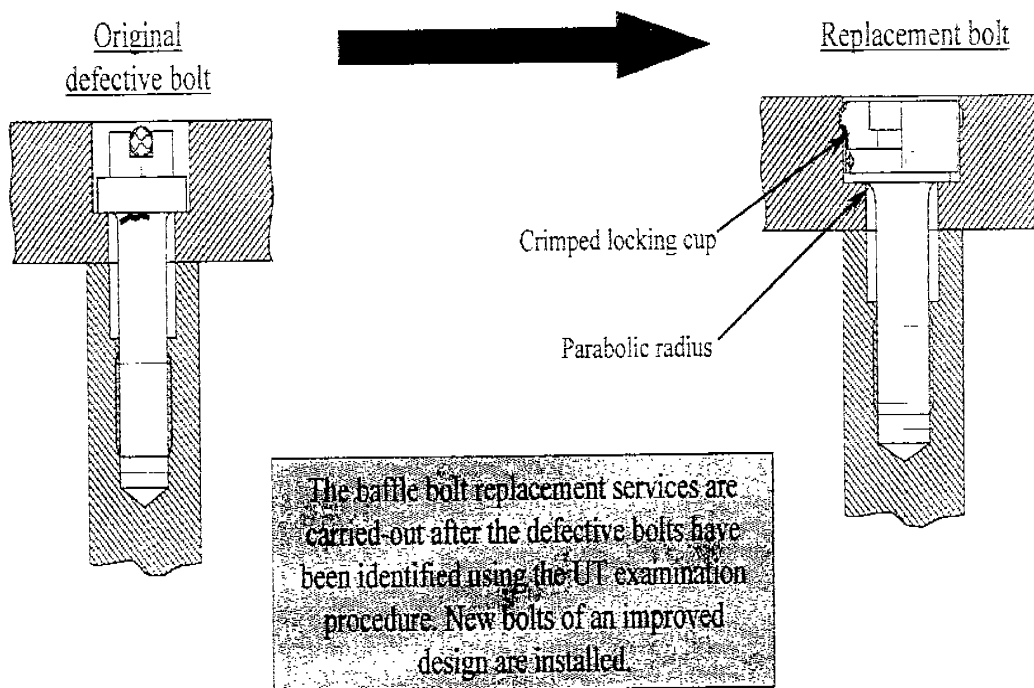 Original
defective bolt
Replacement bolt
Crimped locking cup
Parabolic radius
The baffle bolt replacement services are
carried-out after the defective bolts have
been identified using the UT examination
procedure. New bolts of an improved
design are installed.